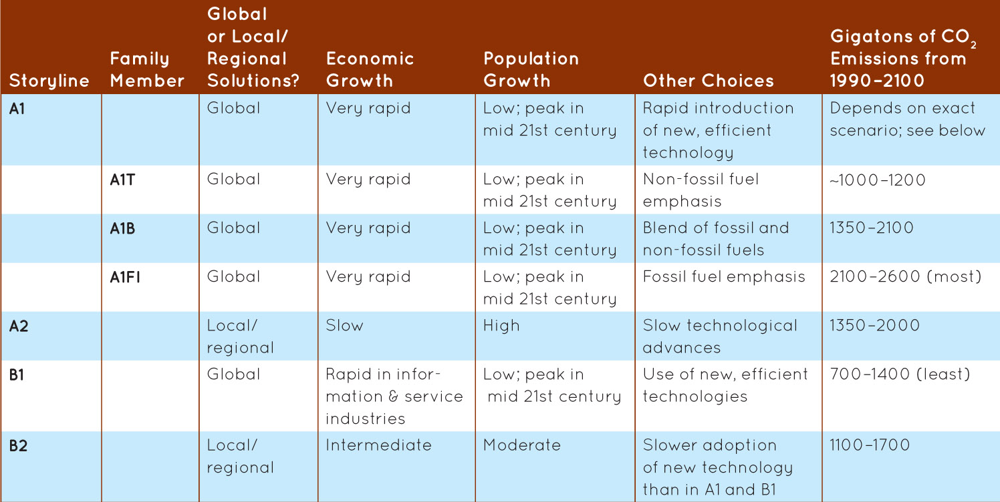 Storyline
Family
Member
Global
or Local/
Regional
Solutions?
Economic
Growth
Population
Growth
Other Choices
Gigatons of CO2
Emissions from
1990–2100
A1
Global
Very rapid
Low; peak in
mid 21st century
Rapid introduction
of new, efficient
technology
Depends on exact
scenario; see below
A1T
Global
Very rapid
Low; peak in
mid 21st century
Non-fossil fuel
emphasis
~1000–1200
A1B
Global
Very rapid
Low; peak in
mid 21st century
Blend of fossil and
non-fossil fuels
1350–2100
A1FI
Global
Very rapid
Low; peak in
mid 21st century
Fossil fuel emphasis
2100–2600 (most)
A2
Local/
regional
Slow
High
Slow technological
advances
1350–2000
B1
Global
Rapid in infor-
mation & service
industries
Low; peak in
mid 21st century
Use of new, efficient
technologies
700–1400 (least)
B2
Local/
regional
Intermediate
Moderate
Slower adoption
of new technology
than in A1 and B1
1100–1700